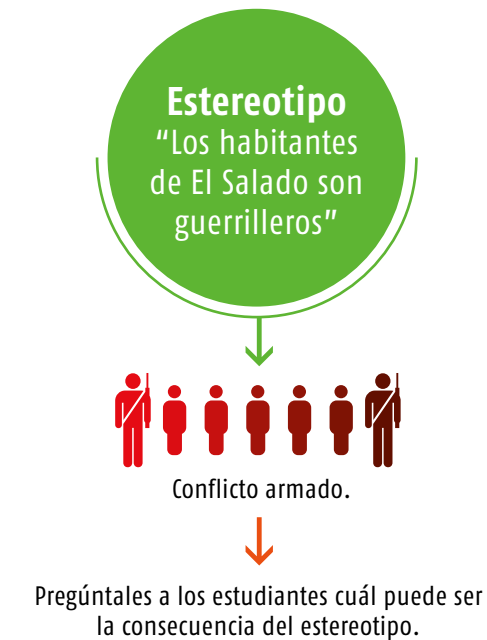 Estereotipo
“Los habitantes
de El Salado son
guerrilleros”
Conflicto armado.
Pregúntales a los estudiantes cuál puede ser
la consecuencia del estereotipo.